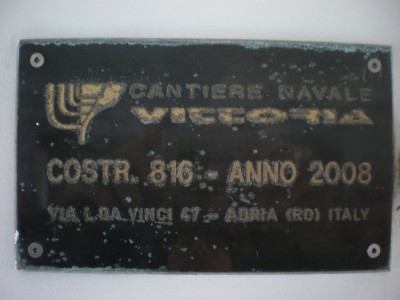 CANTIERE NAVALE
VITTORIA
COSTR. 816 - ANNO 2008
VIA L.DA VINCI 47 - ADRIA (RO) ITALY